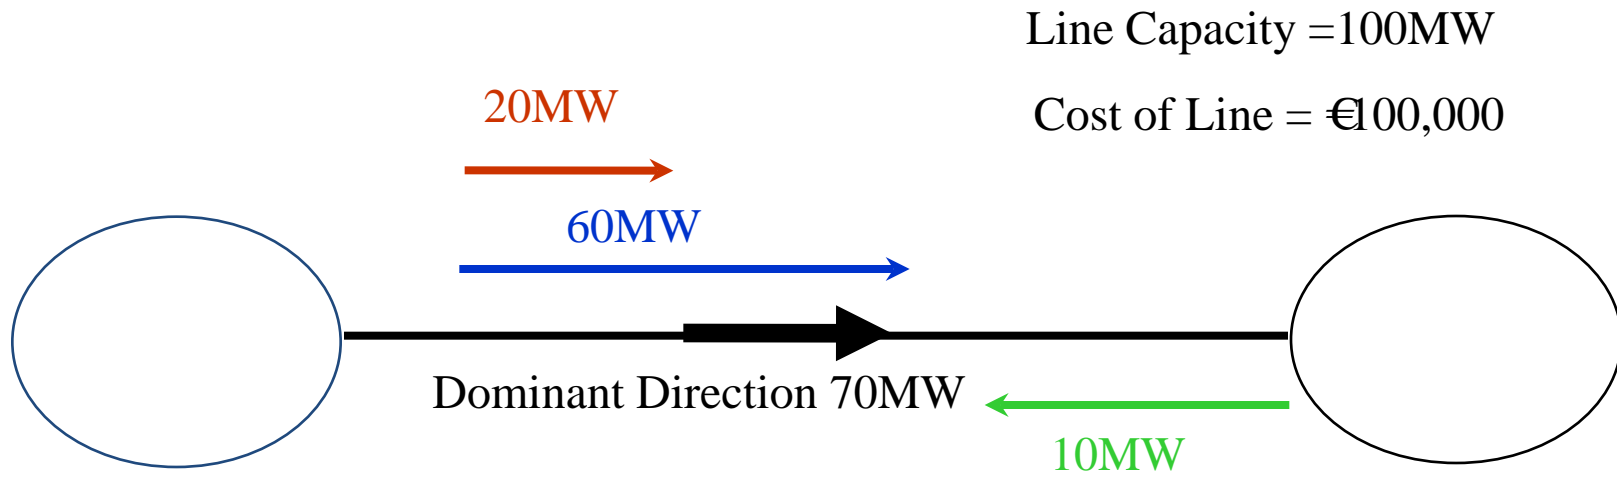 Line Capacity =100MW
20MW
Cost of Line = €100,000
60MW
Dominant Direction 70MW
10MW